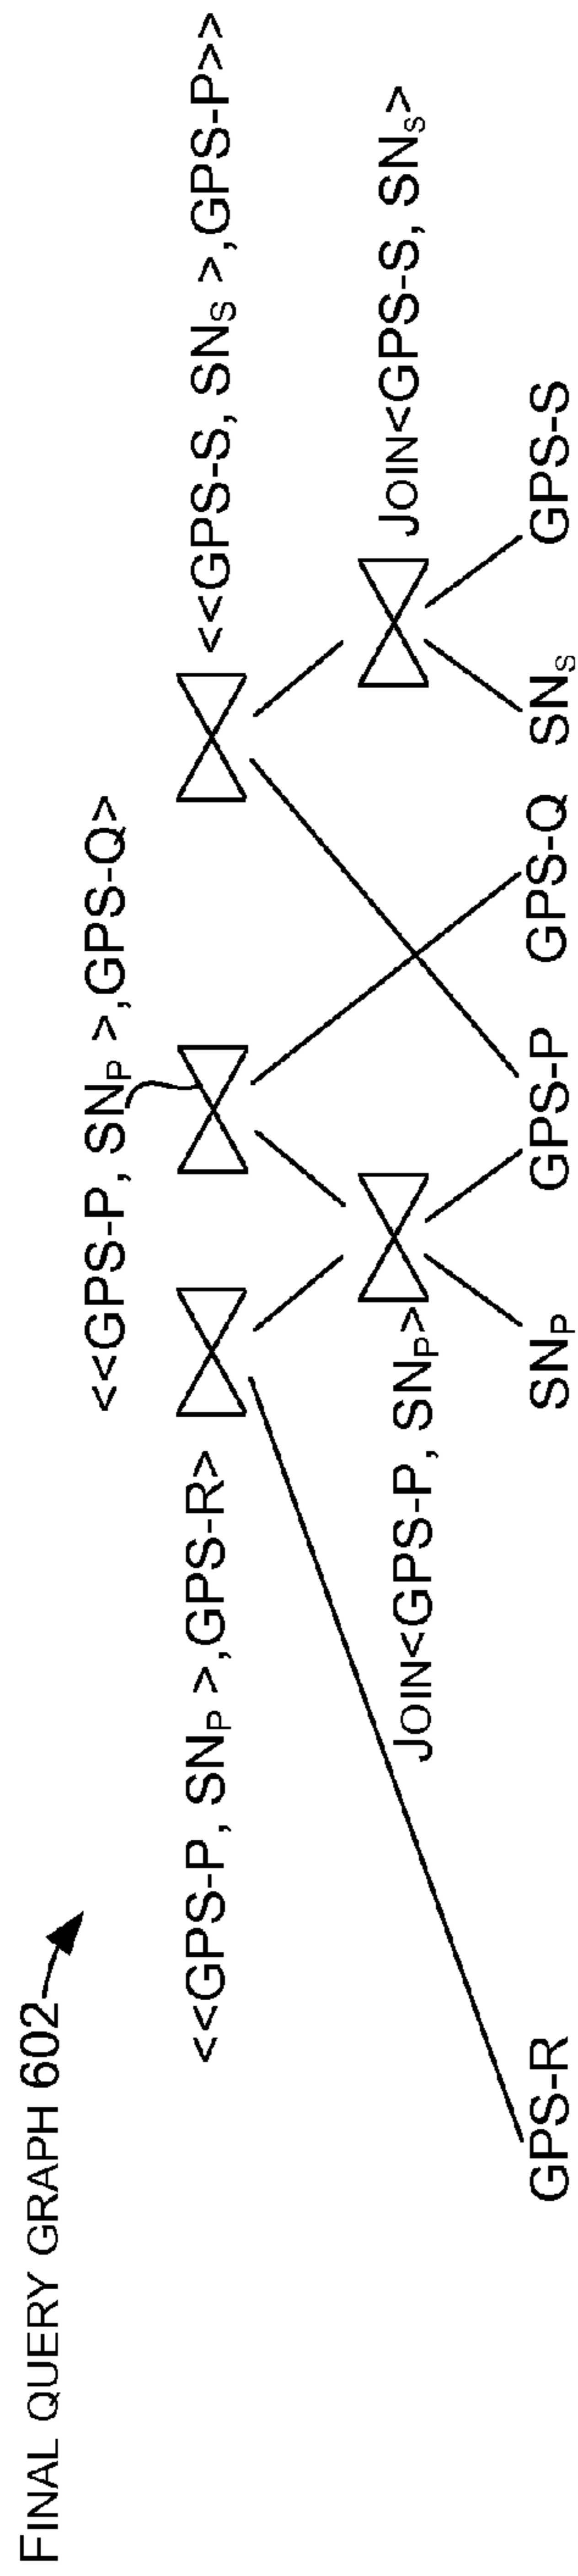 FINAL QUERY GRAPH 602
<<GPS-P, SNP >,GPS-Q>
<<GPS-P, SNP >,GPS-R>
<<GPS-S, SNS >,GPS-P>>
JOIN<GPS-P, SNP>
JOIN<GPS-S, SNS>
GPS-R
SNP
GPS-P
GPS-Q
SNS
GPS-S